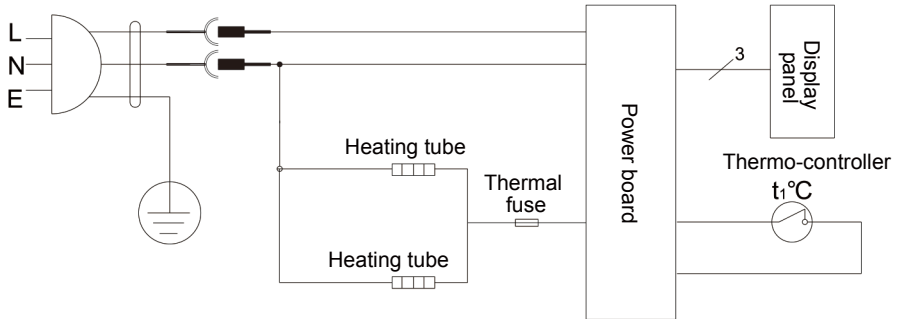 L
N
E
Heating tube
Thermal
fuse
Heating tube
Power board
3
Display
panel
Thermo-controller
t₁°C